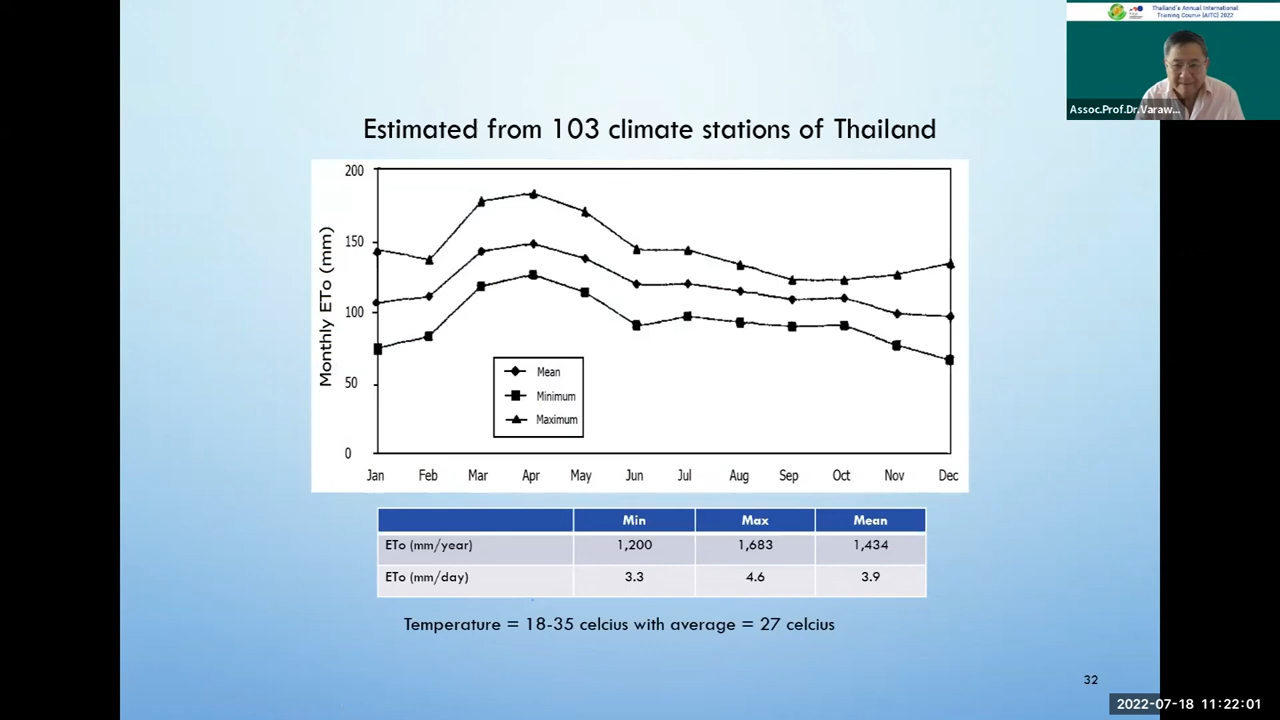 Thailand's Annual International
Training Course (AITC) 2022
Assoc.Prof.Dr.Varaw...
Estimated from 103 climate stations of Thailand
Monthly ETo (mm)
200
150
100
50
0
Mean
Minimum
Maximum
Jan Feb Mar Apr May Jun Jul Aug Sep Oct Nov Dec
Min Max Mean
ETo (mm/year) 1,200 1,683 1,434
ETo (mm/day) 3.3 4.6 3.9
Temperature = 18-35 celcius with average = 27 celcius
32
2022-07-18 11:22:01